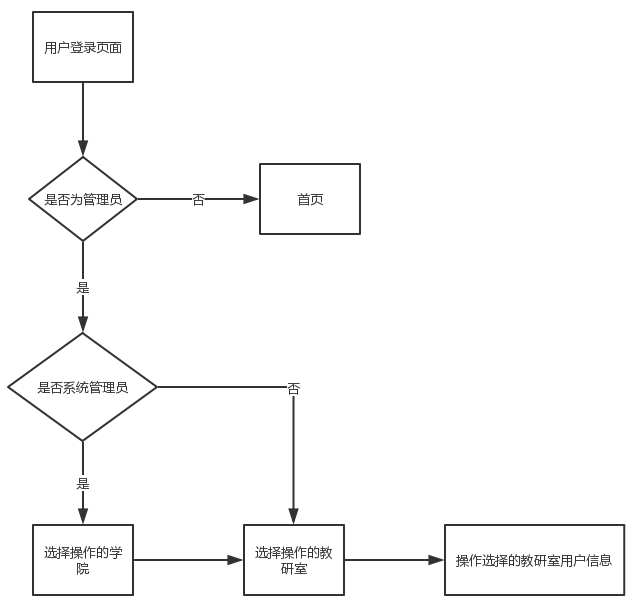 用户登录页面
是否为管理员
否
首页
是
是否系统管理员
否
是
选择操作的学
院
选择操作的教
研室
操作选择的教研室用户信息